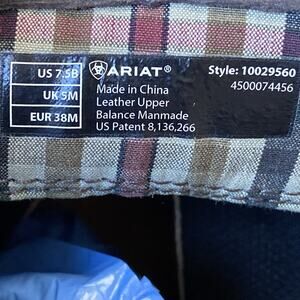 US 7.5B
UK 5M
EUR 38M
ARIAT®
Made in China
Leather Upper
Balance Manmade
US Patent 8,136,266
Style: 10029560
4500074456